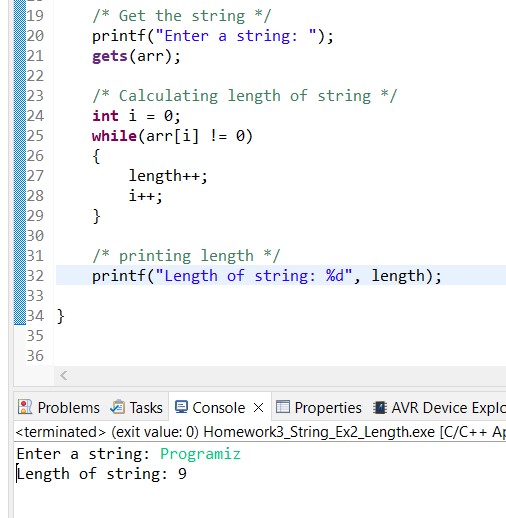 19 /* Get the string */
20 printf("Enter a string: ");
21 gets(arr);
22
23 /* Calculating length of string */
24 int i = 0;
25 while(arr[i] != 0)
26 {
27 length++;
28 i++;
29 }
30
31 /* printing length */
32 printf("Length of string: %d", length);
33
34 }
35
36
Problems Tasks Console Properties AVR Device Explo
<terminated> (exit value: 0) Homework3_String_Ex2_Length.exe [C/C++ Ap
Enter a string: Programiz
Length of string: 9